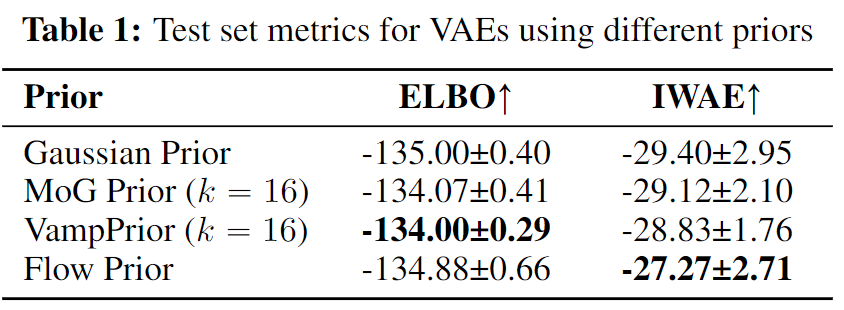 Table 1: Test set metrics for VAEs using different priors
Prior ELBO↑ IWAE↑
Gaussian Prior -135.00±0.40 -29.40±2.95
MoG Prior (k = 16) -134.07±0.41 -29.12±2.10
VampPrior (k = 16) -134.00±0.29 -28.83±1.76
Flow Prior -134.88±0.66 -27.27±2.71